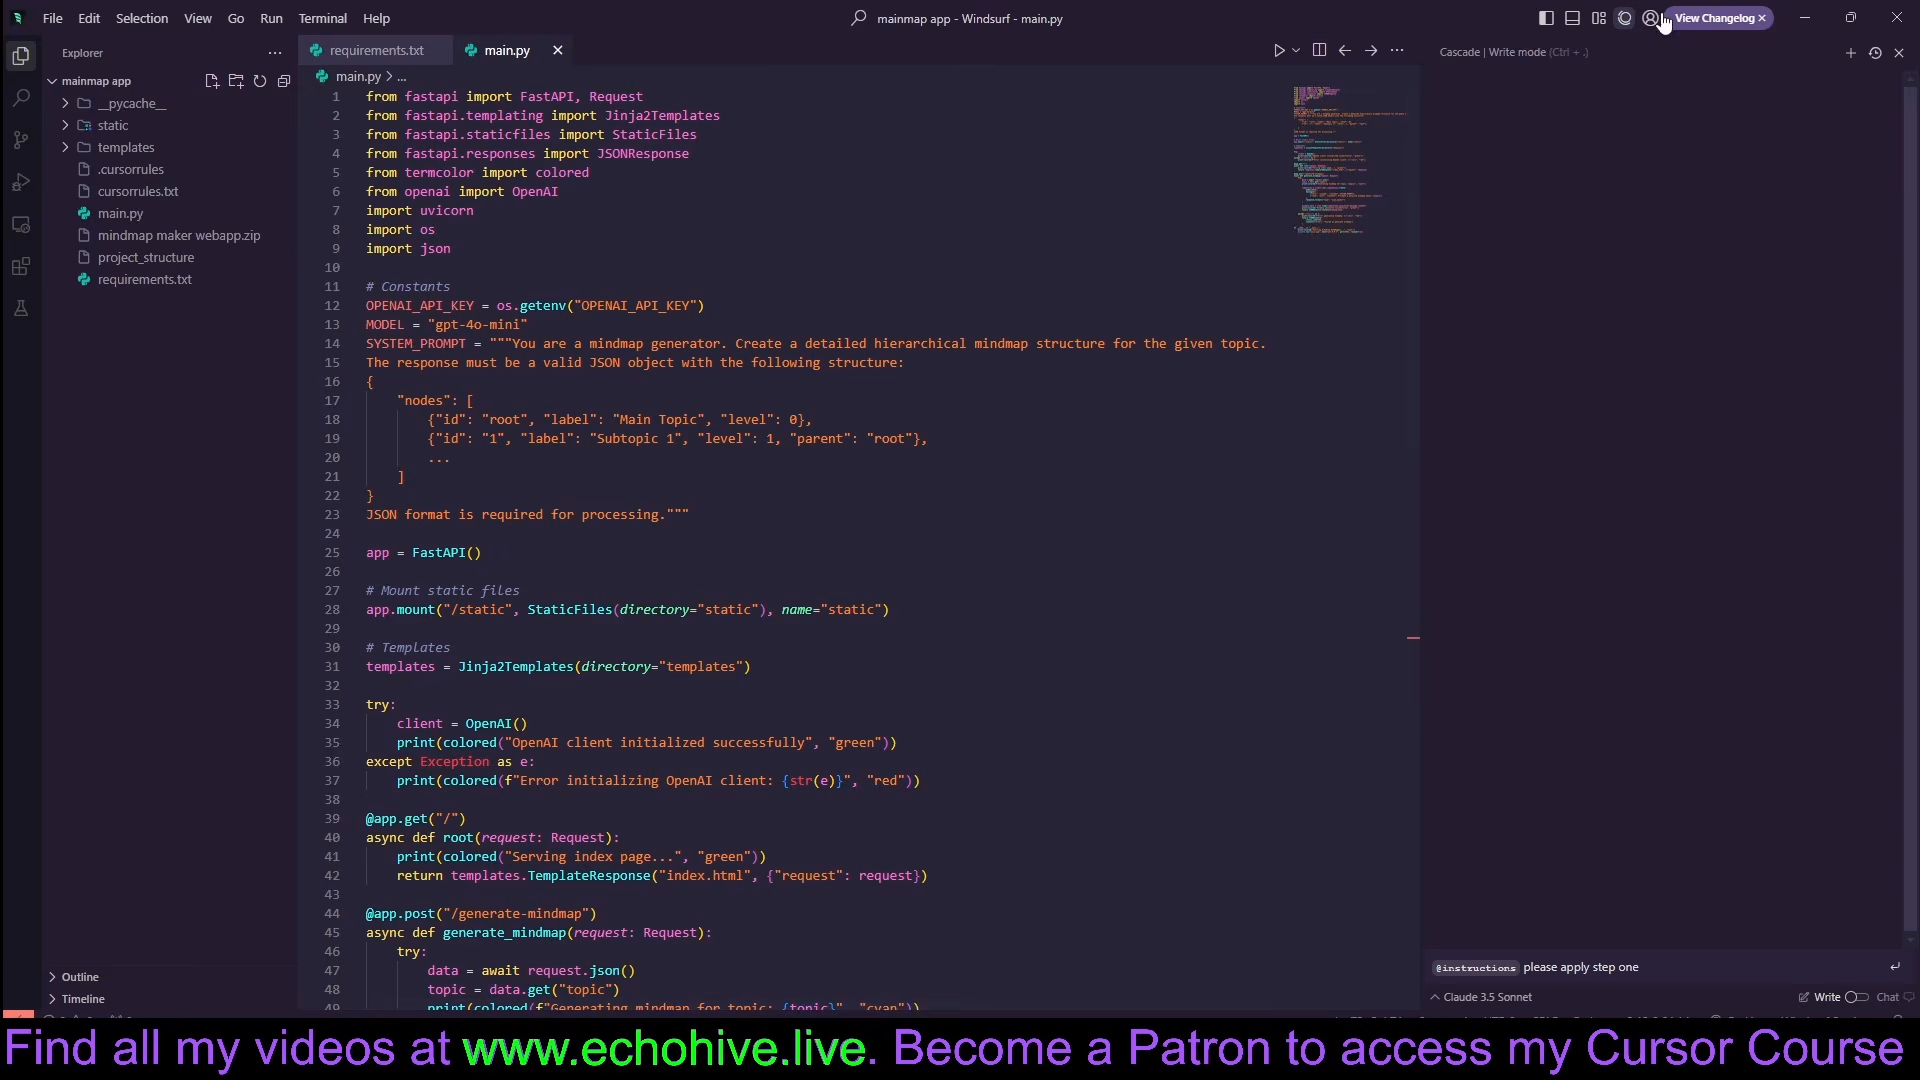 File Edit Selection View Go Run Terminal Help
mainmap app - Windsurf - main.py
View Changelog ×
Explorer
mainmap app
__pycache__
static
templates
.cursorrules
cursorrules.txt
main.py
mindmap maker webapp.zip
project_structure
requirements.txt
Outline
Timeline
requirements.txt main.py
main.py > ...
1 from fastapi import FastAPI, Request
2 from fastapi.templating import Jinja2Templates
3 from fastapi.staticfiles import StaticFiles
4 from fastapi.responses import JSONResponse
5 from termcolor import colored
6 from openai import OpenAI
7 import uvicorn
8 import os
9 import json
10
11 # Constants
12 OPENAI_API_KEY = os.getenv("OPENAI_API_KEY")
13 MODEL = "gpt-4o-mini"
14 SYSTEM_PROMPT = """You are a mindmap generator. Create a detailed hierarchical mindmap structure for the given topic.
15 The response must be a valid JSON object with the following structure:
16 {
17 "nodes": [
18 {"id": "root", "label": "Main Topic", "level": 0},
19 {"id": "1", "label": "Subtopic 1", "level": 1, "parent": "root"},
20 ...
21 ]
22 }
23 JSON format is required for processing."""
24
25 app = FastAPI()
26
27 # Mount static files
28 app.mount("/static", StaticFiles(directory="static"), name="static")
29
30 # Templates
31 templates = Jinja2Templates(directory="templates")
32
33 try:
34 client = OpenAI()
35 print(colored("OpenAI client initialized successfully", "green"))
36 except Exception as e:
37 print(colored(f"Error initializing OpenAI client: {str(e)}", "red"))
38
39 @app.get("/")
40 async def root(request: Request):
41 print(colored("Serving index page...", "green"))
42 return templates.TemplateResponse("index.html", {"request": request})
43
44 @app.post("/generate-mindmap")
45 async def generate_mindmap(request: Request):
46 try:
47 data = await request.json()
48 topic = data.get("topic")
49 print(colored(f"Generating mindmap for topic: {topic}", "cyan"))
Cascade | Write mode (Ctrl + .)
@instructions please apply step one
Claude 3.5 Sonnet
Write Chat
Find all my videos at www.echohive.live. Become a Patron to access my Cursor Course